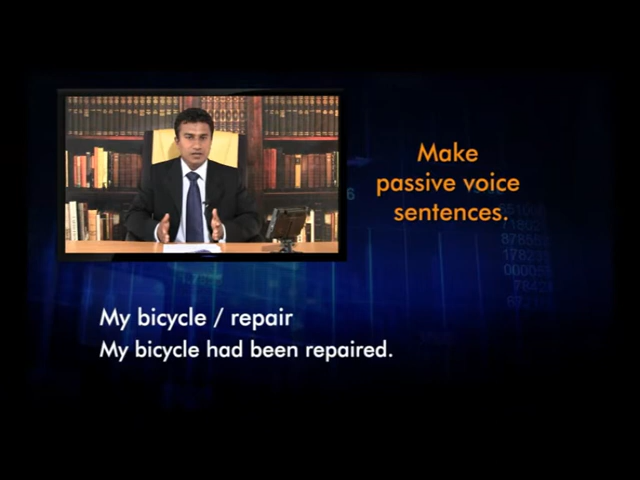 Make
passive voice
sentences.
My bicycle / repair
My bicycle had been repaired.